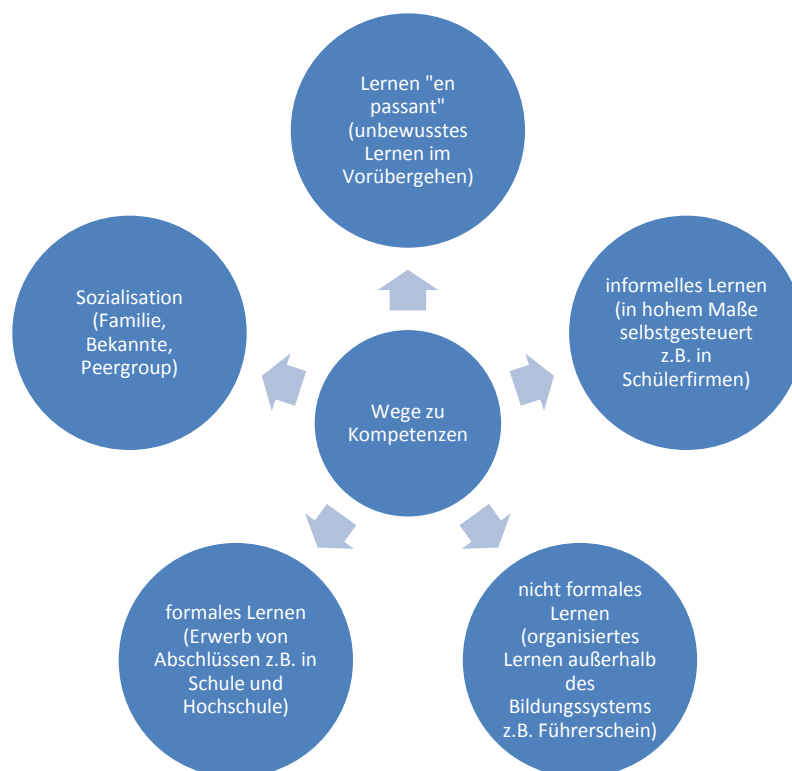 Lernen "en
passant"
(unbewusstes
Lernen im
Vorübergehen)
Sozialisation
(Familie,
Bekannte,
Peergroup)
informelles Lernen
(in hohem Maße
selbstgesteuert
z.B. in
Schülerfirmen)
Wege zu
Kompetenzen
formales Lernen
(Erwerb von
Abschlüssen z.B. in
Schule und
Hochschule)
nicht formales
Lernen
(organisiertes
Lernen außerhalb
des
Bildungssystems
z.B. Führerschein)